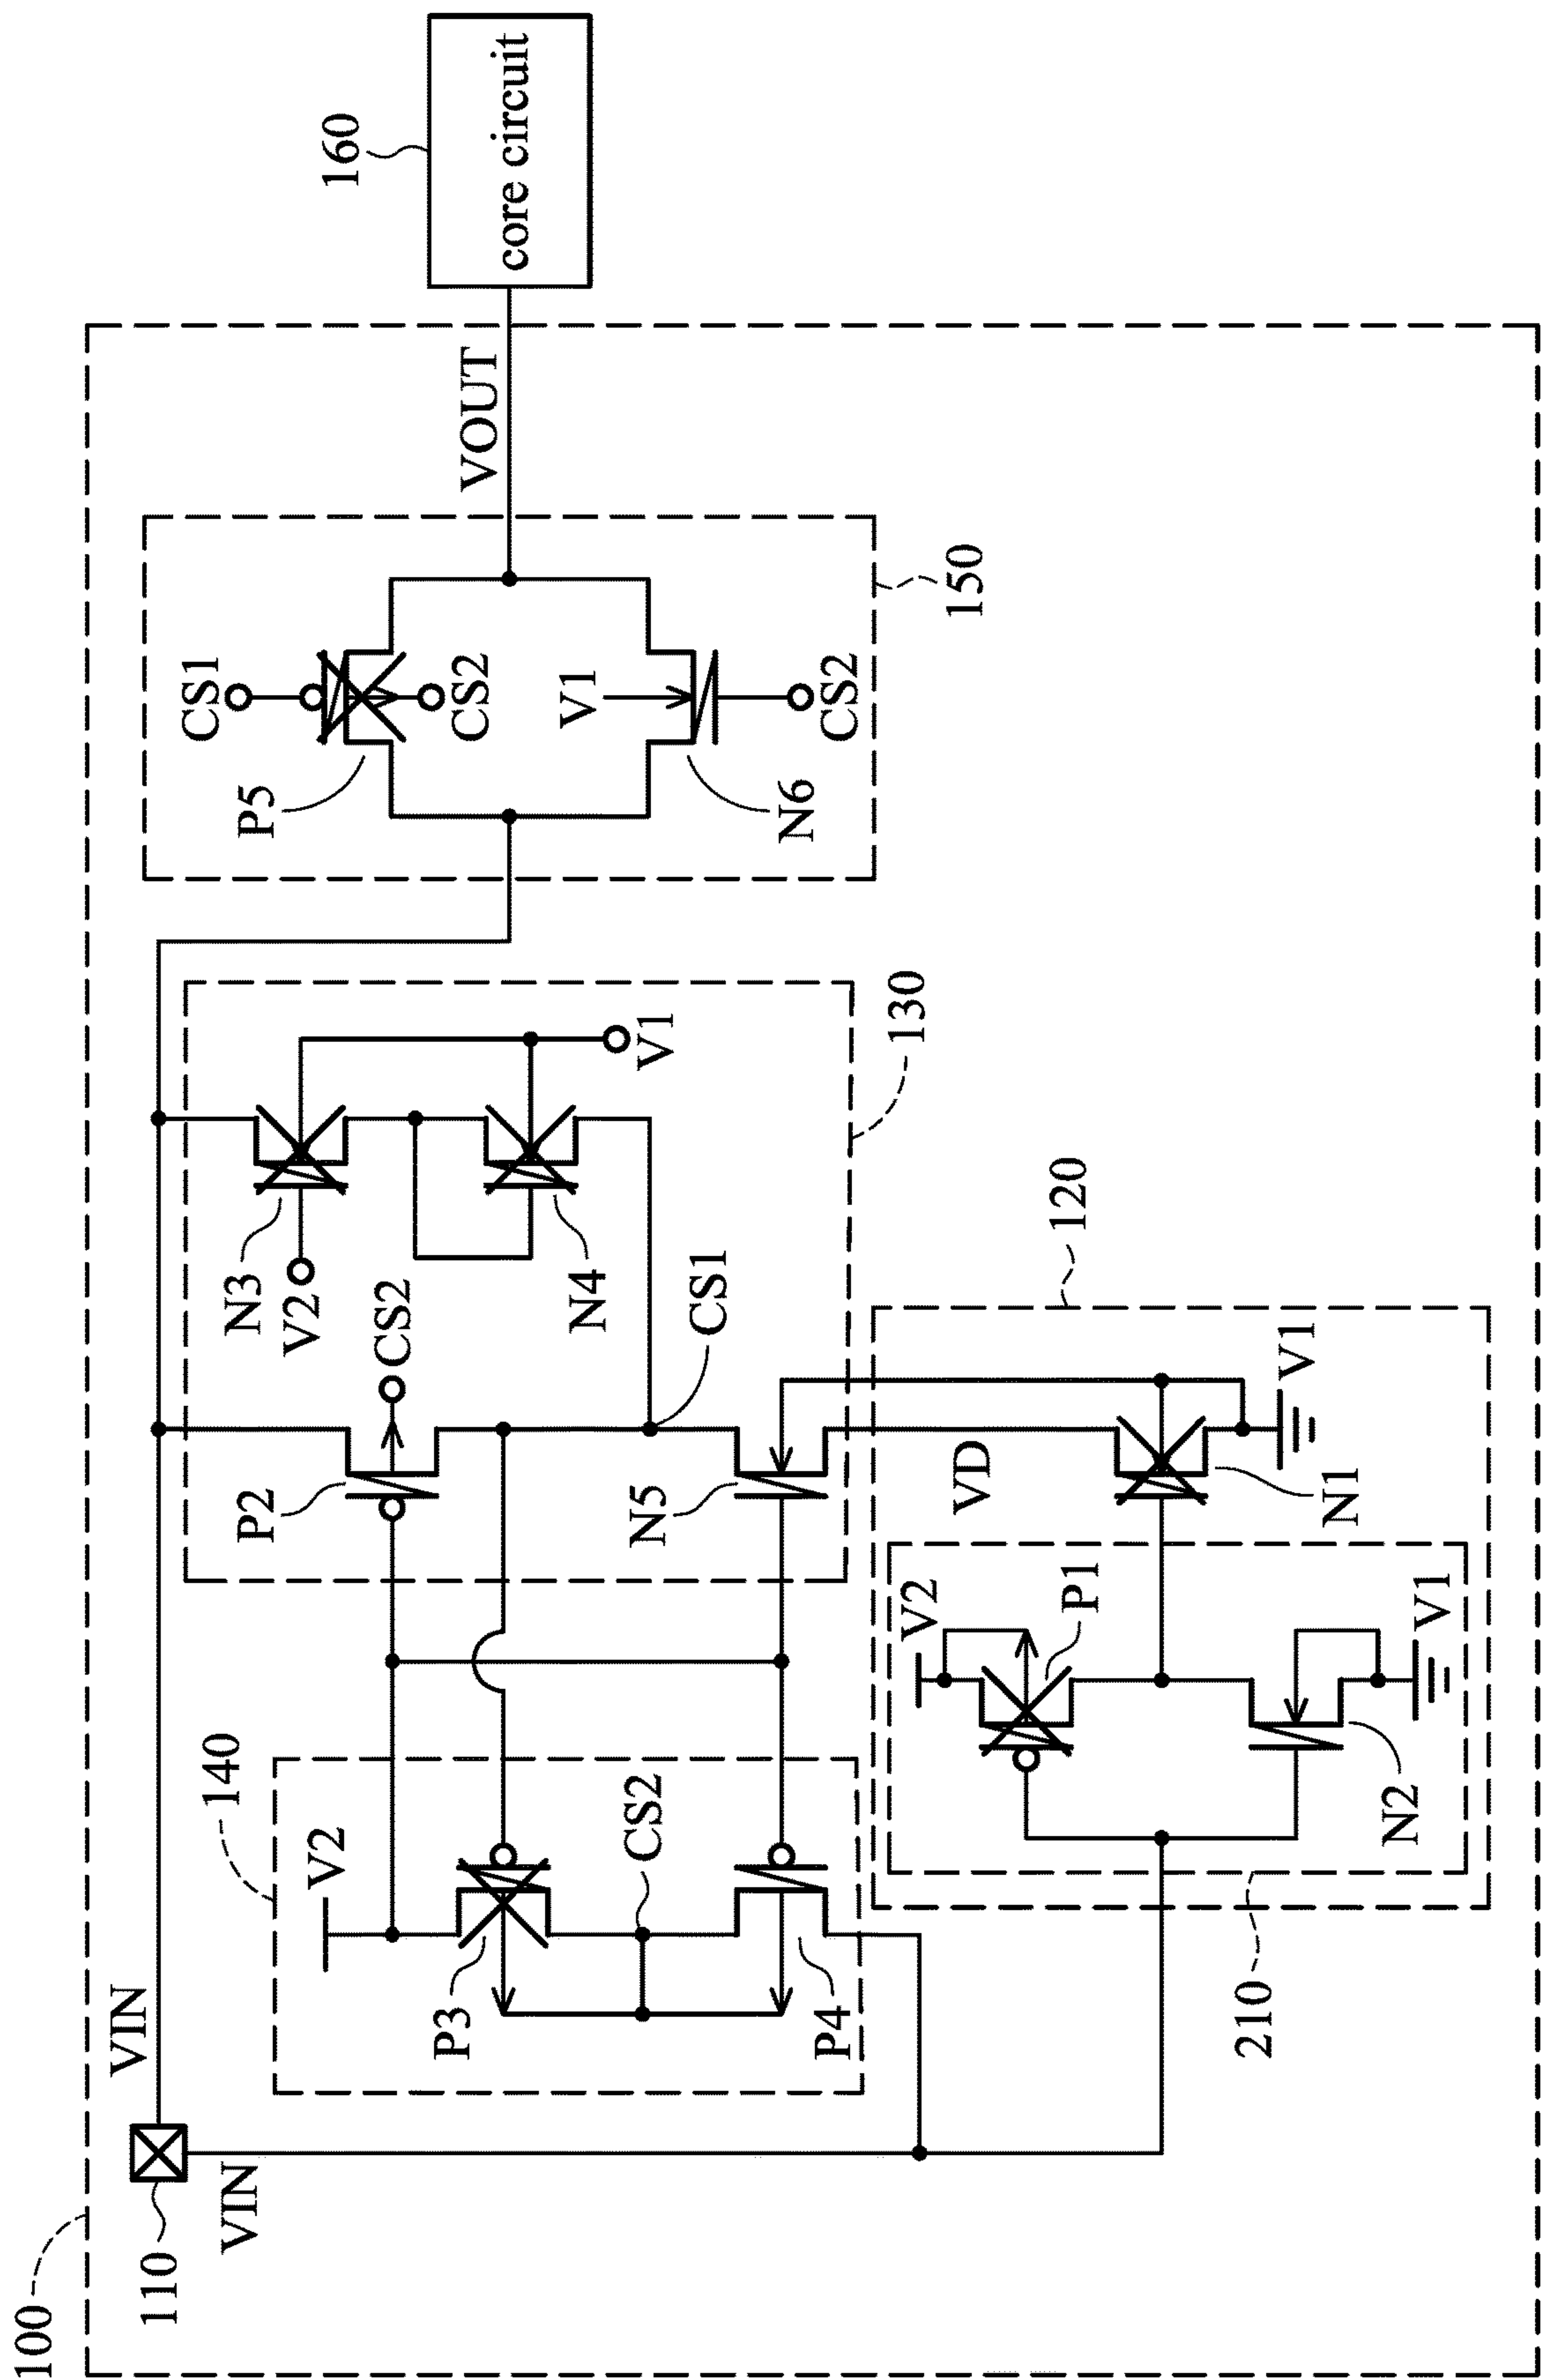 100
110
VIN
VIN
140
V2
P3
CS2
P4
210
N2
V1
V2
P1
120
N1
V1
VD
P2
CS2
N5
CS1
N3
V2
N4
V1
130
P5
CS1
CS2
V1
N6
CS2
150
VOUT
160
core circuit